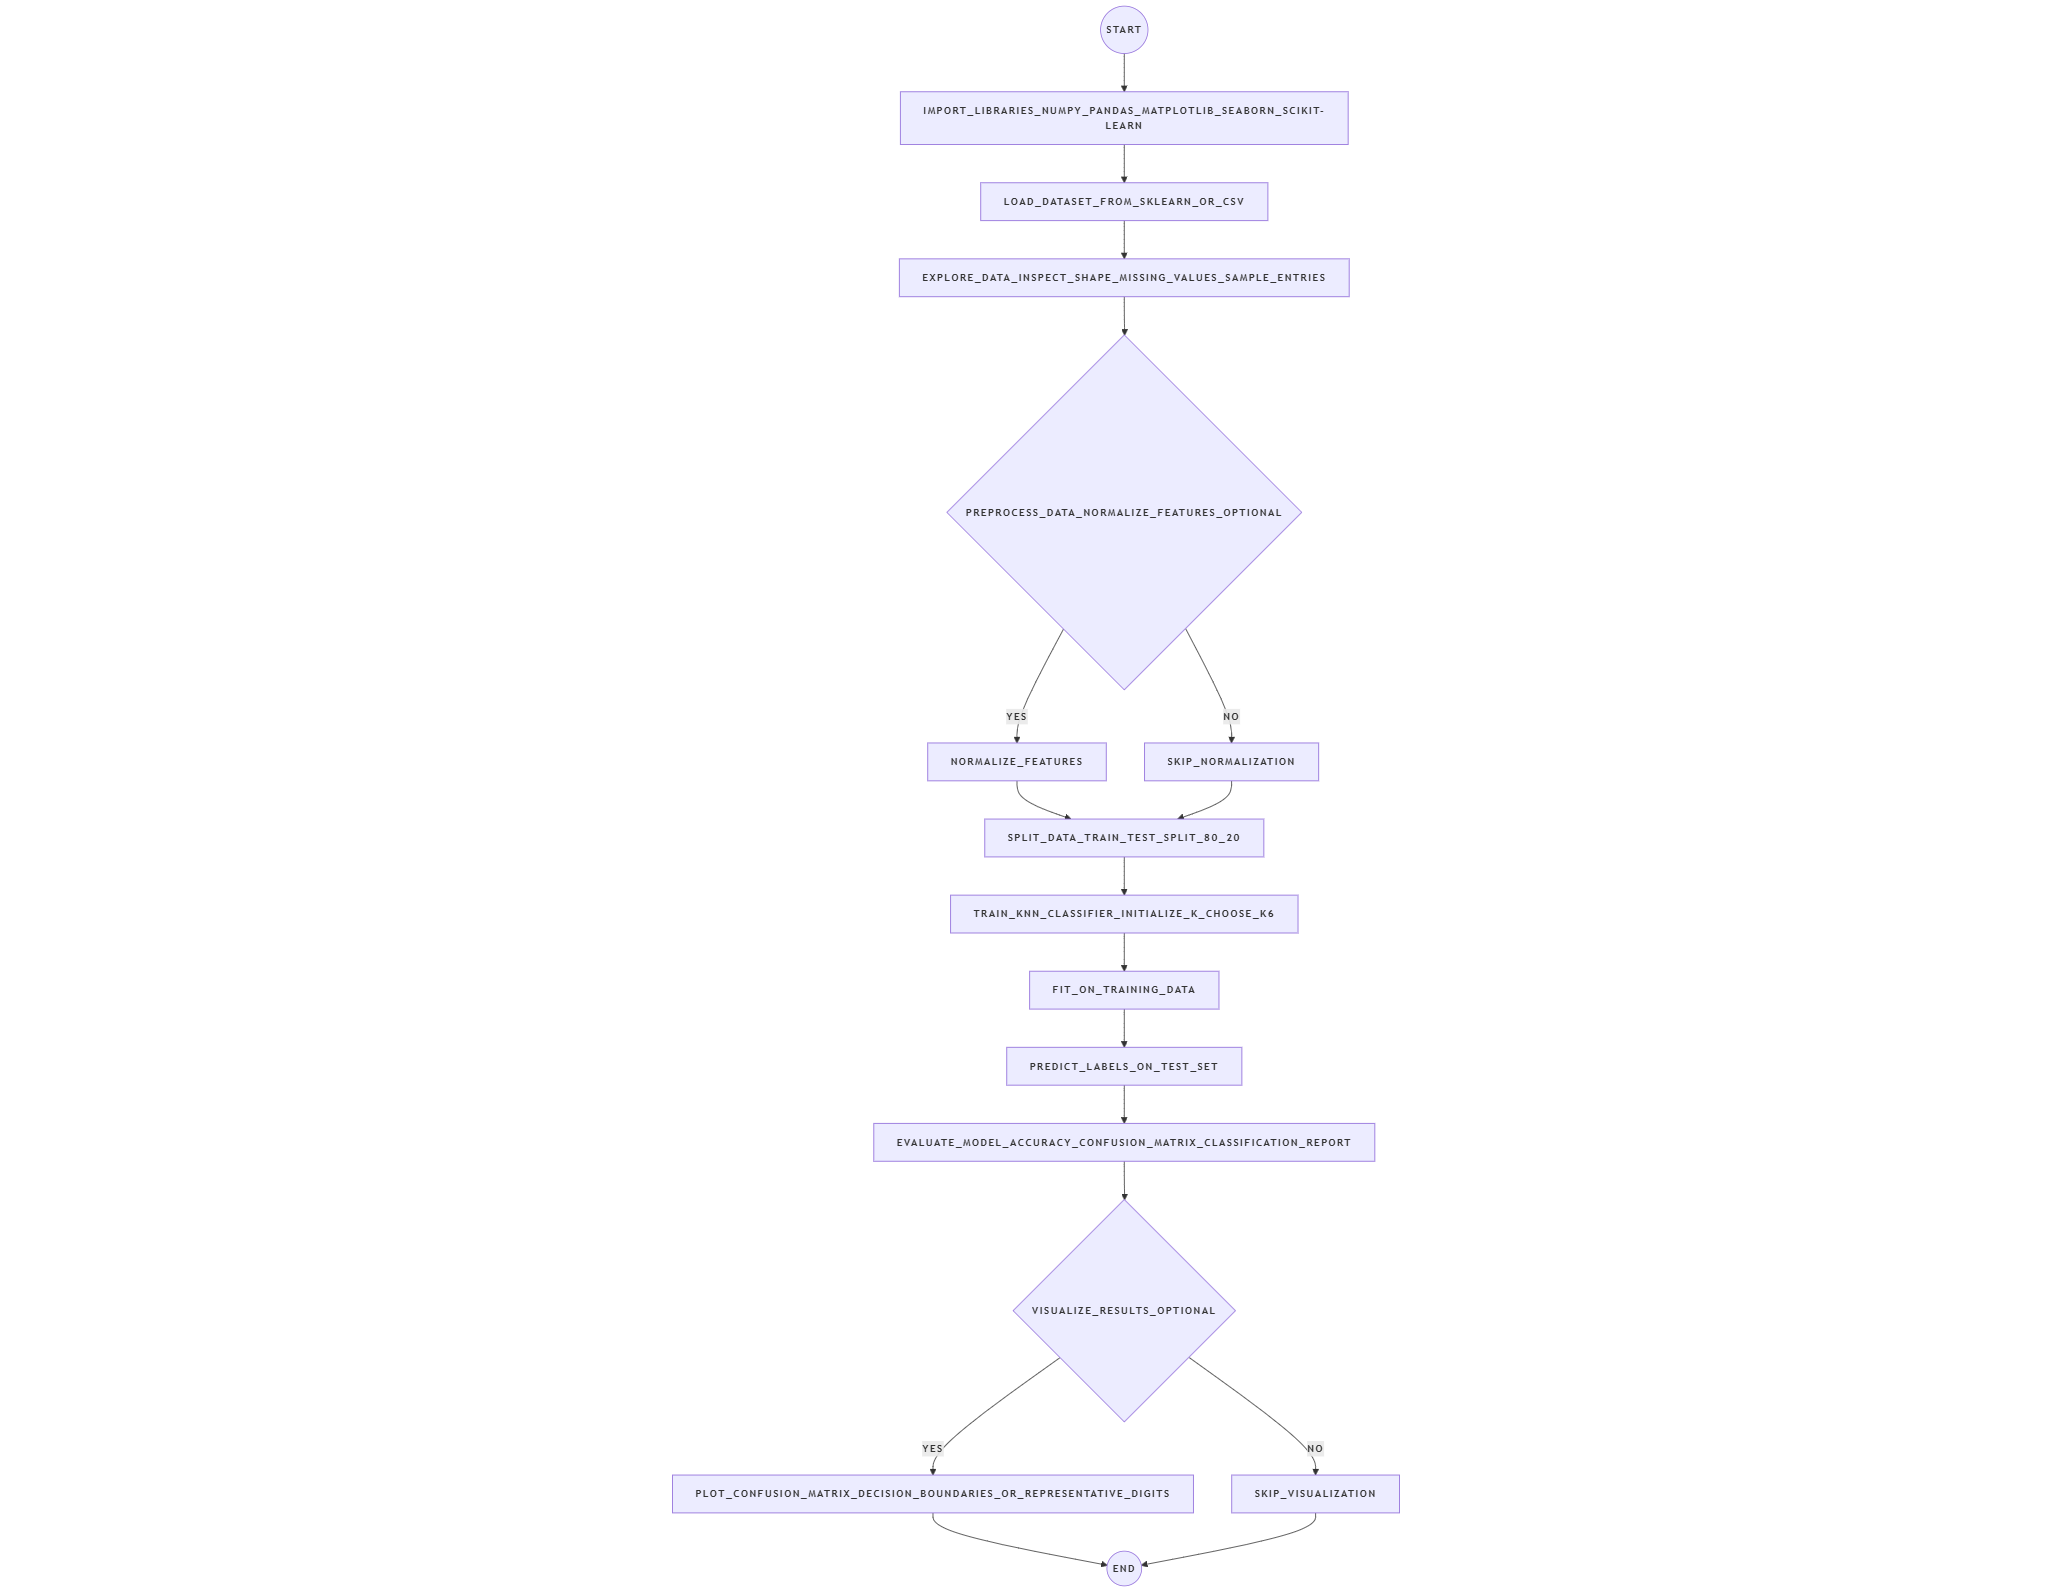 START
IMPORT_LIBRARIES_NUMPY_PANDAS_MATPLOTLIB_SEABORN_SCIKIT-
LEARN
LOAD_DATASET_FROM_SKLEARN_OR_CSV
EXPLORE_DATA_INSPECT_SHAPE_MISSING_VALUES_SAMPLE_ENTRIES
PREPROCESS_DATA_NORMALIZE_FEATURES_OPTIONAL
YES
NO
NORMALIZE_FEATURES
SKIP_NORMALIZATION
SPLIT_DATA_TRAIN_TEST_SPLIT_80_20
TRAIN_KNN_CLASSIFIER_INITIALIZE_K_CHOOSE_K6
FIT_ON_TRAINING_DATA
PREDICT_LABELS_ON_TEST_SET
EVALUATE_MODEL_ACCURACY_CONFUSION_MATRIX_CLASSIFICATION_REPORT
VISUALIZE_RESULTS_OPTIONAL
YES
NO
PLOT_CONFUSION_MATRIX_DECISION_BOUNDARIES_OR_REPRESENTATIVE_DIGITS
SKIP_VISUALIZATION
END